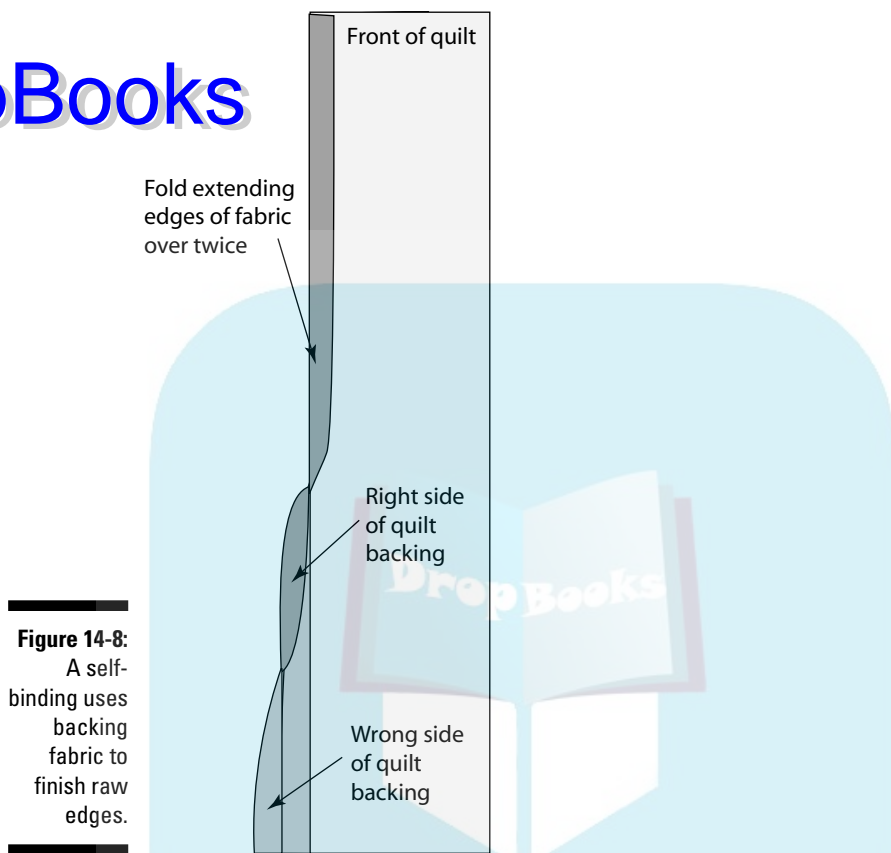 Front of quilt
pBooks
Fold extending
edges of fabric
over twice
Right side
of quilt
backing
DropBooks
Figure 14-8:
A self-
binding uses
backing
fabric to
finish raw
edges.
Wrong side
of quilt
backing